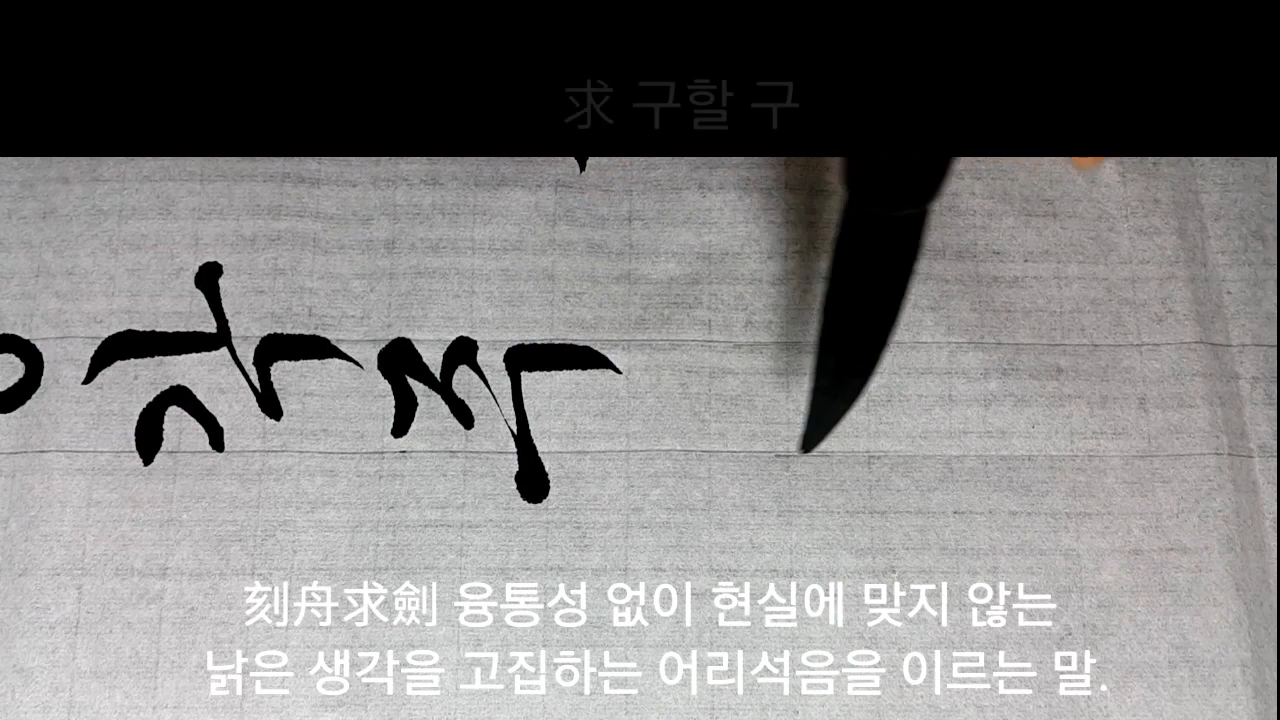 求 구할 구
刻舟求劍 융통성 없이 현실에 맞지 않는
낡은 생각을 고집하는 어리석음을 이르는 말.